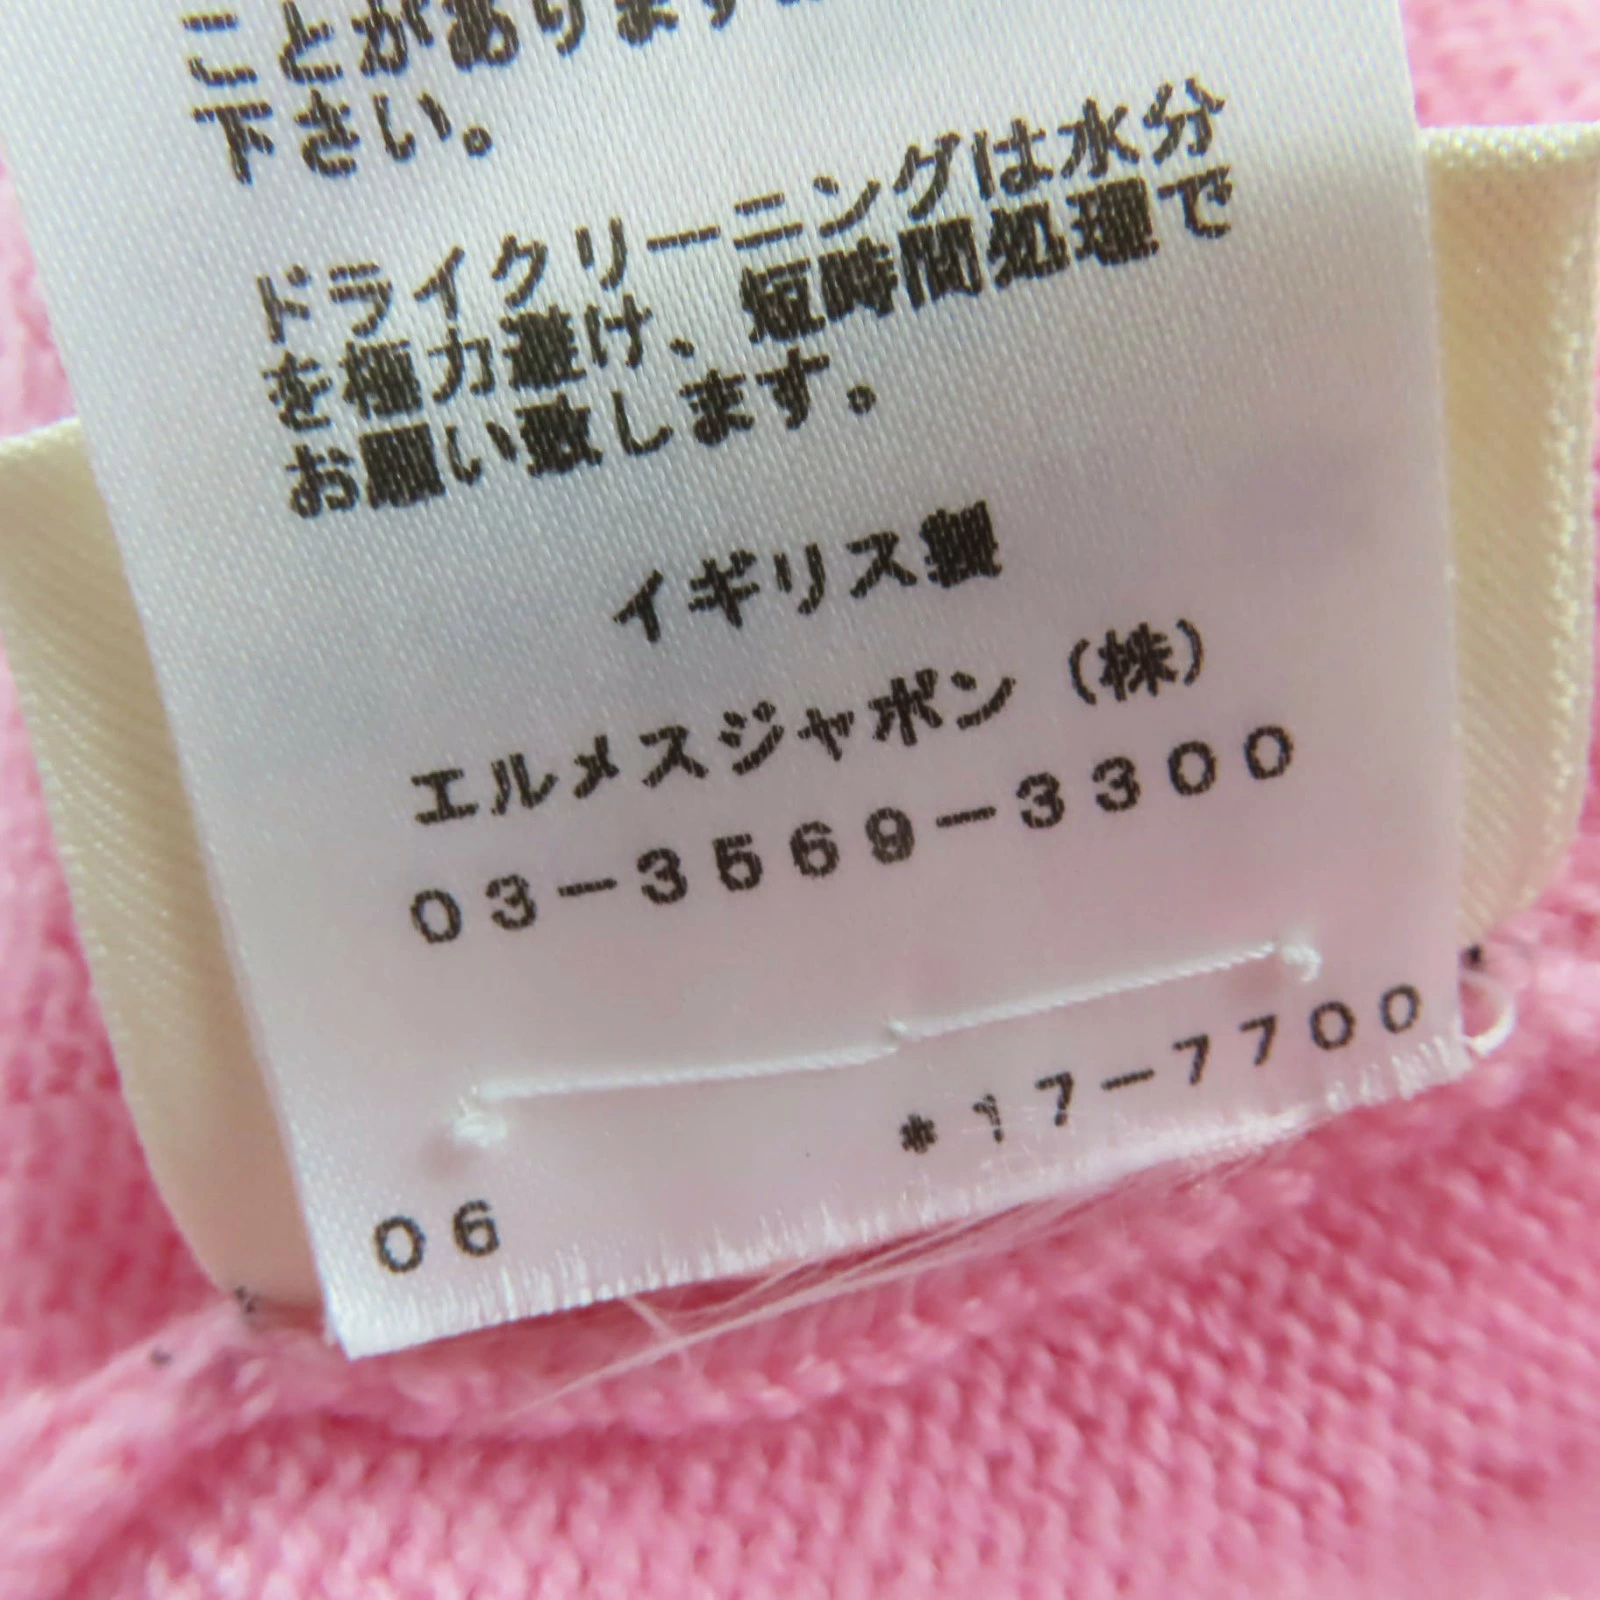 ことがあります
下さい。
ドライクリーニングは水分
を極力避け、短時間処理で
お願い致します。
イギリス製
エルメスジャポン（株）
03-3569-3300
*17-7700
06